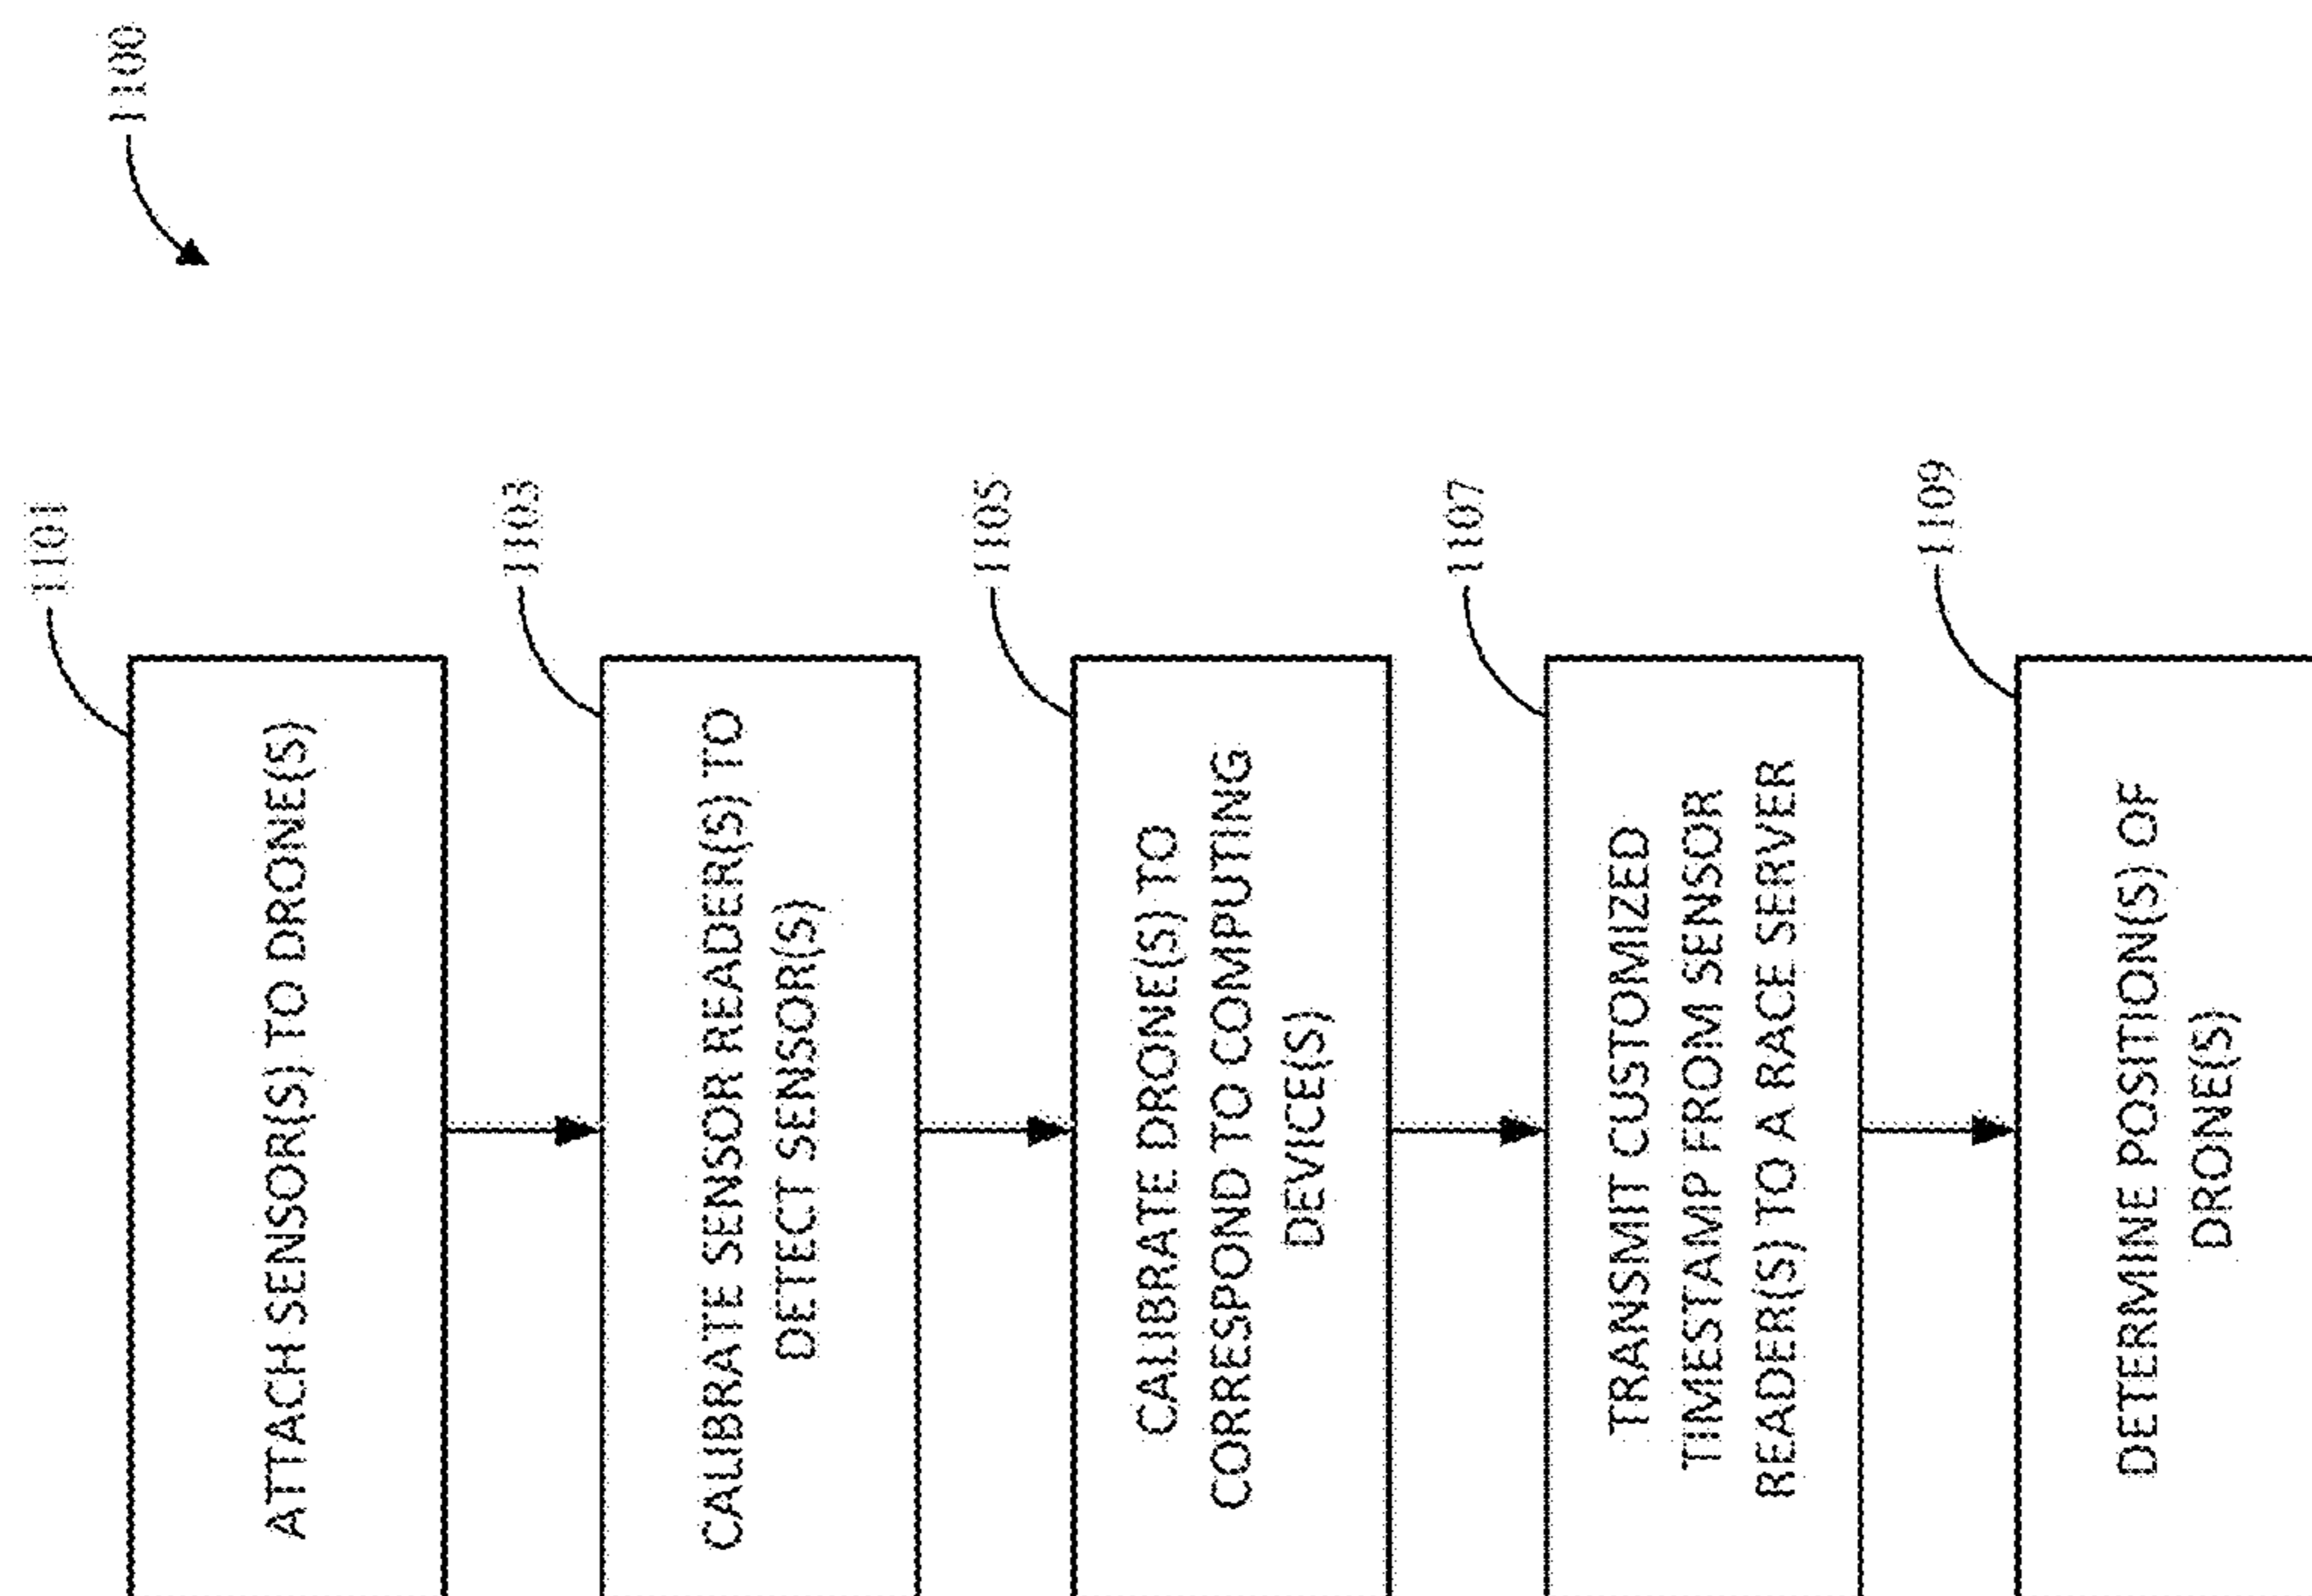 1100
1101
ATTACH SENSOR(S) TO DRONE(S)
1103
CALIBRATE SENSOR READER(S) TO
DETECT SENSOR(S)
1105
CALIBRATE DRONE(S) TO
CORRESPOND TO COMPUTING
DEVICE(S)
1107
TRANSMIT CUSTOMIZED
TIMESTAMP FROM SENSOR
READER(S) TO A RACE SERVER
1109
DETERMINE POSITION(S) OF
DRONE(S)